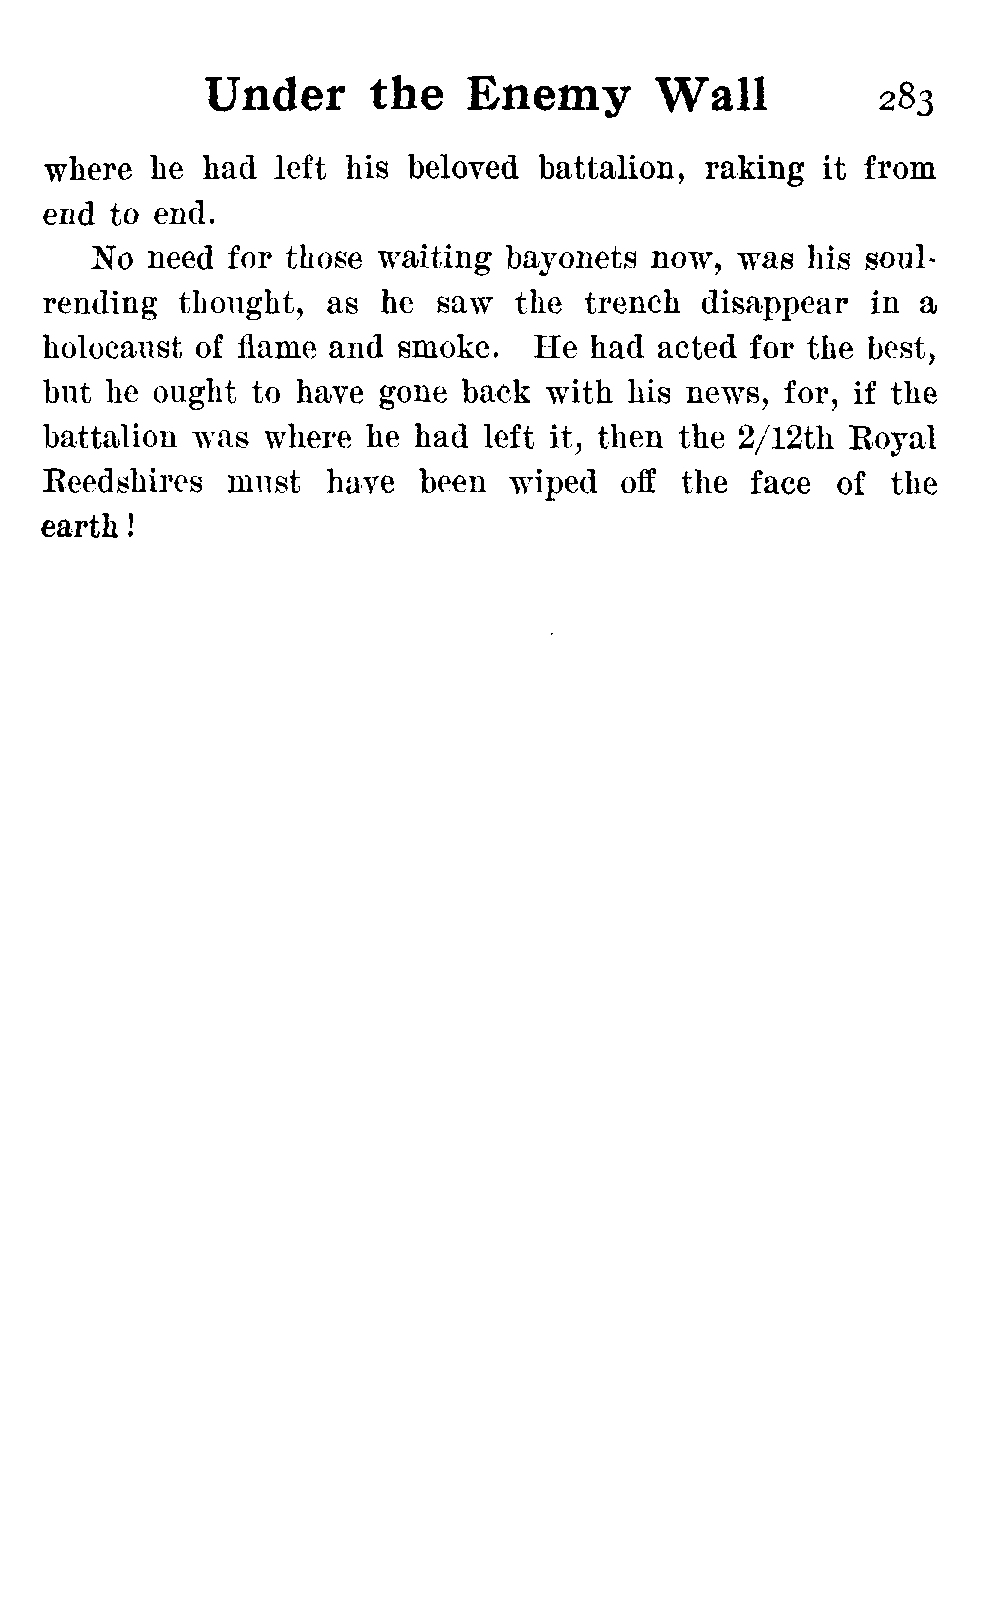 Under the Enemy Wall 283
where he had left his beloved battalion, raking it from
end to end.
No need for those waiting bayonets now, was his soul-
rending thought, as he saw the trench disappear in a
holocaust of flame and smoke. He had acted for the best,
but he ought to have gone back with his news, for, if the
battalion was where he had left it, then the 2/12th Royal
Reedshires must have been wiped off the face of the
earth!